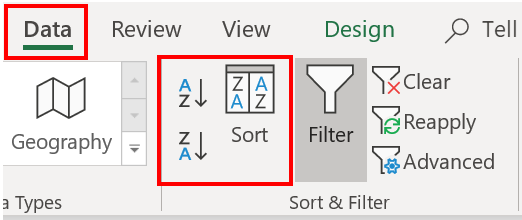 Data Review View Design Tell
A Z
Z A
Z A A Z
Geography
Sort
Filter
Clear
Reapply
Advanced
a Types
Sort & Filter